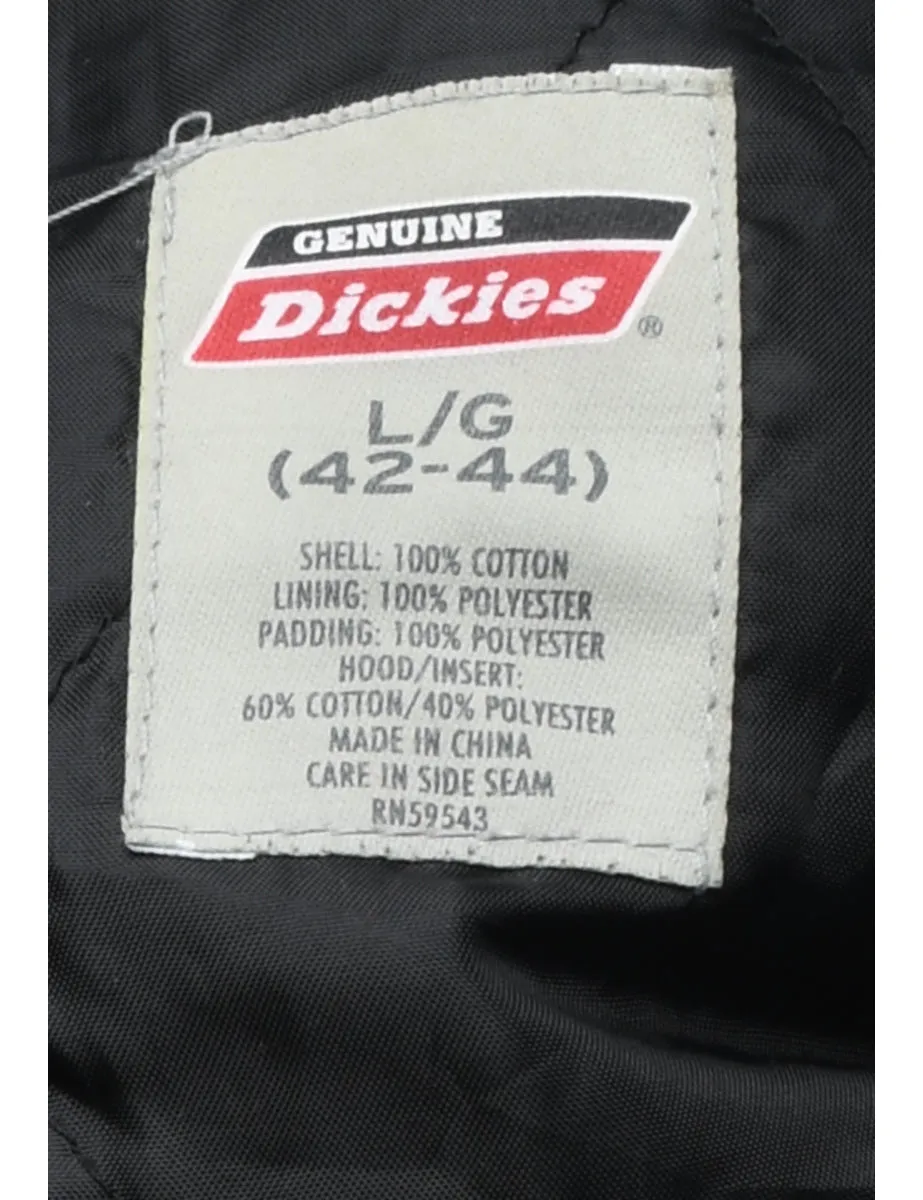 GENUINE
Dickies
®
L/G
(42-44)
SHELL: 100% COTTON
LINING: 100% POLYESTER
PADDING: 100% POLYESTER
HOOD/INSERT:
60% COTTON/40% POLYESTER
MADE IN CHINA
CARE IN SIDE SEAM
RN59543